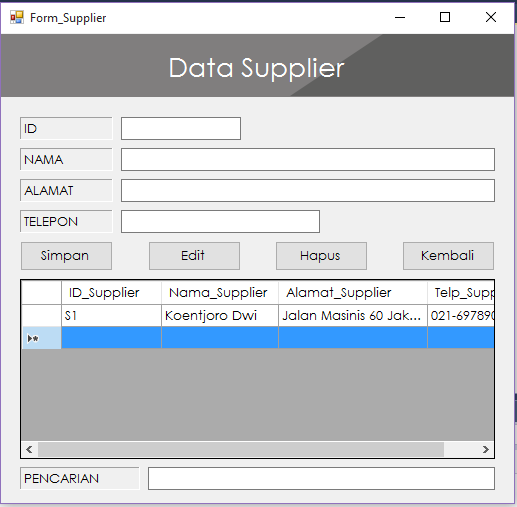 Form_Supplier
Data Supplier
ID
NAMA
ALAMAT
TELEPON
Simpan Edit Hapus Kembali
ID_Supplier Nama_Supplier Alamat_Supplier Telp_Supp
S1 Koentjoro Dwi Jalan Masinis 60 Jak... 021-697890
PENCARIAN